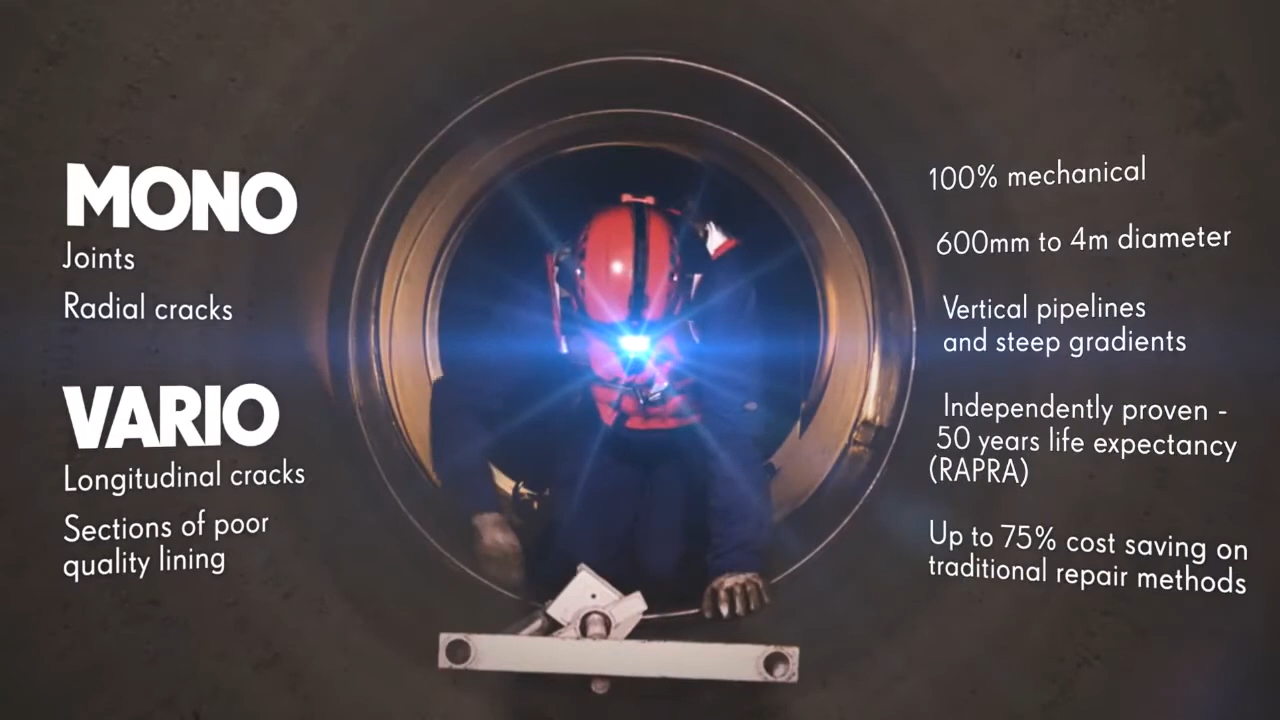 MONO
Joints
Radial cracks
VARIO
Longitudinal cracks
Sections of poor
quality lining
100% mechanical
600mm to 4m diameter
Vertical pipelines
and steep gradients
Independently proven -
50 years life expectancy
(RAPRA)
Up to 75% cost saving on
traditional repair methods